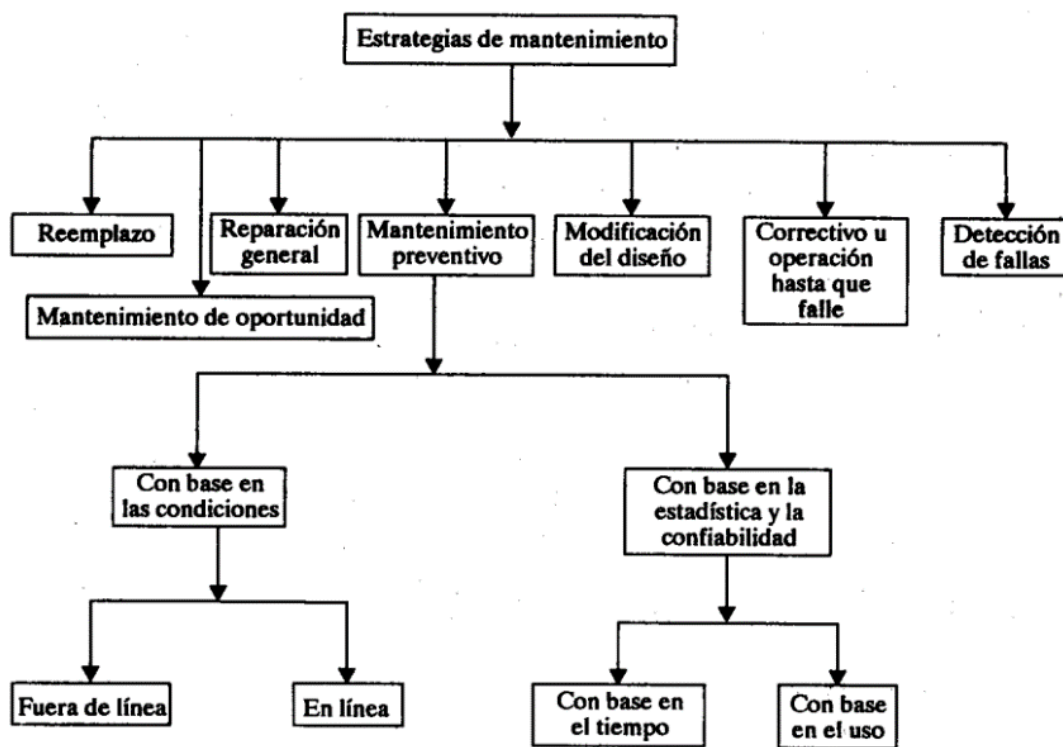 Estrategias de mantenimiento
Reemplazo
Reparación
general
Mantenimiento
preventivo
Modificación
del diseño
Correctivo u
operación
hasta que
falle
Detección
de fallas
Mantenimiento de oportunidad
Con base en
las condiciones
Con base en la
estadística y la
confiabilidad
Fuera de línea
En línea
Con base en
el tiempo
Con base
en el uso